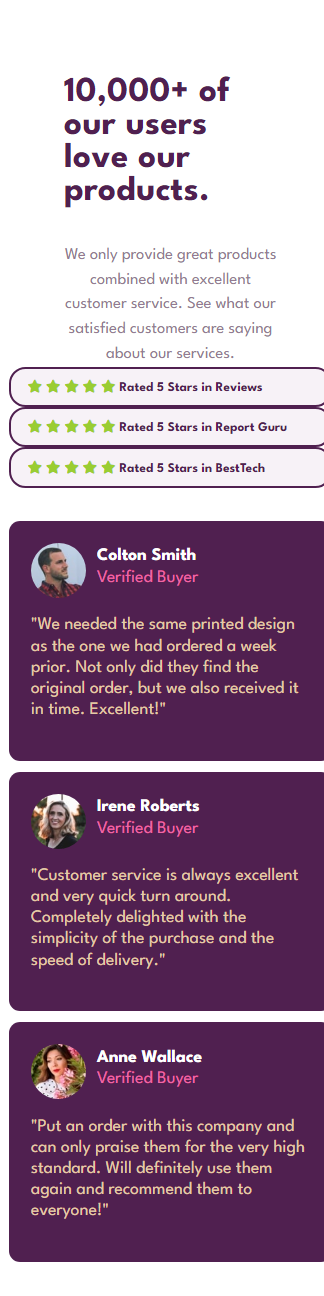 10,000+ of
our users
love our
products.
We only provide great products
combined with excellent
customer service. See what our
satisfied customers are saying
about our services.
Rated 5 Stars in Reviews
Rated 5 Stars in Report Guru
Rated 5 Stars in BestTech
Colton Smith
Verified Buyer
"We needed the same printed design
as the one we had ordered a week
prior. Not only did they find the
original order, but we also received it
in time. Excellent!"
Irene Roberts
Verified Buyer
"Customer service is always excellent
and very quick turn around.
Completely delighted with the
simplicity of the purchase and the
speed of delivery."
Anne Wallace
Verified Buyer
"Put an order with this company and
can only praise them for the very high
standard. Will definitely use them
again and recommend them to
everyone!"